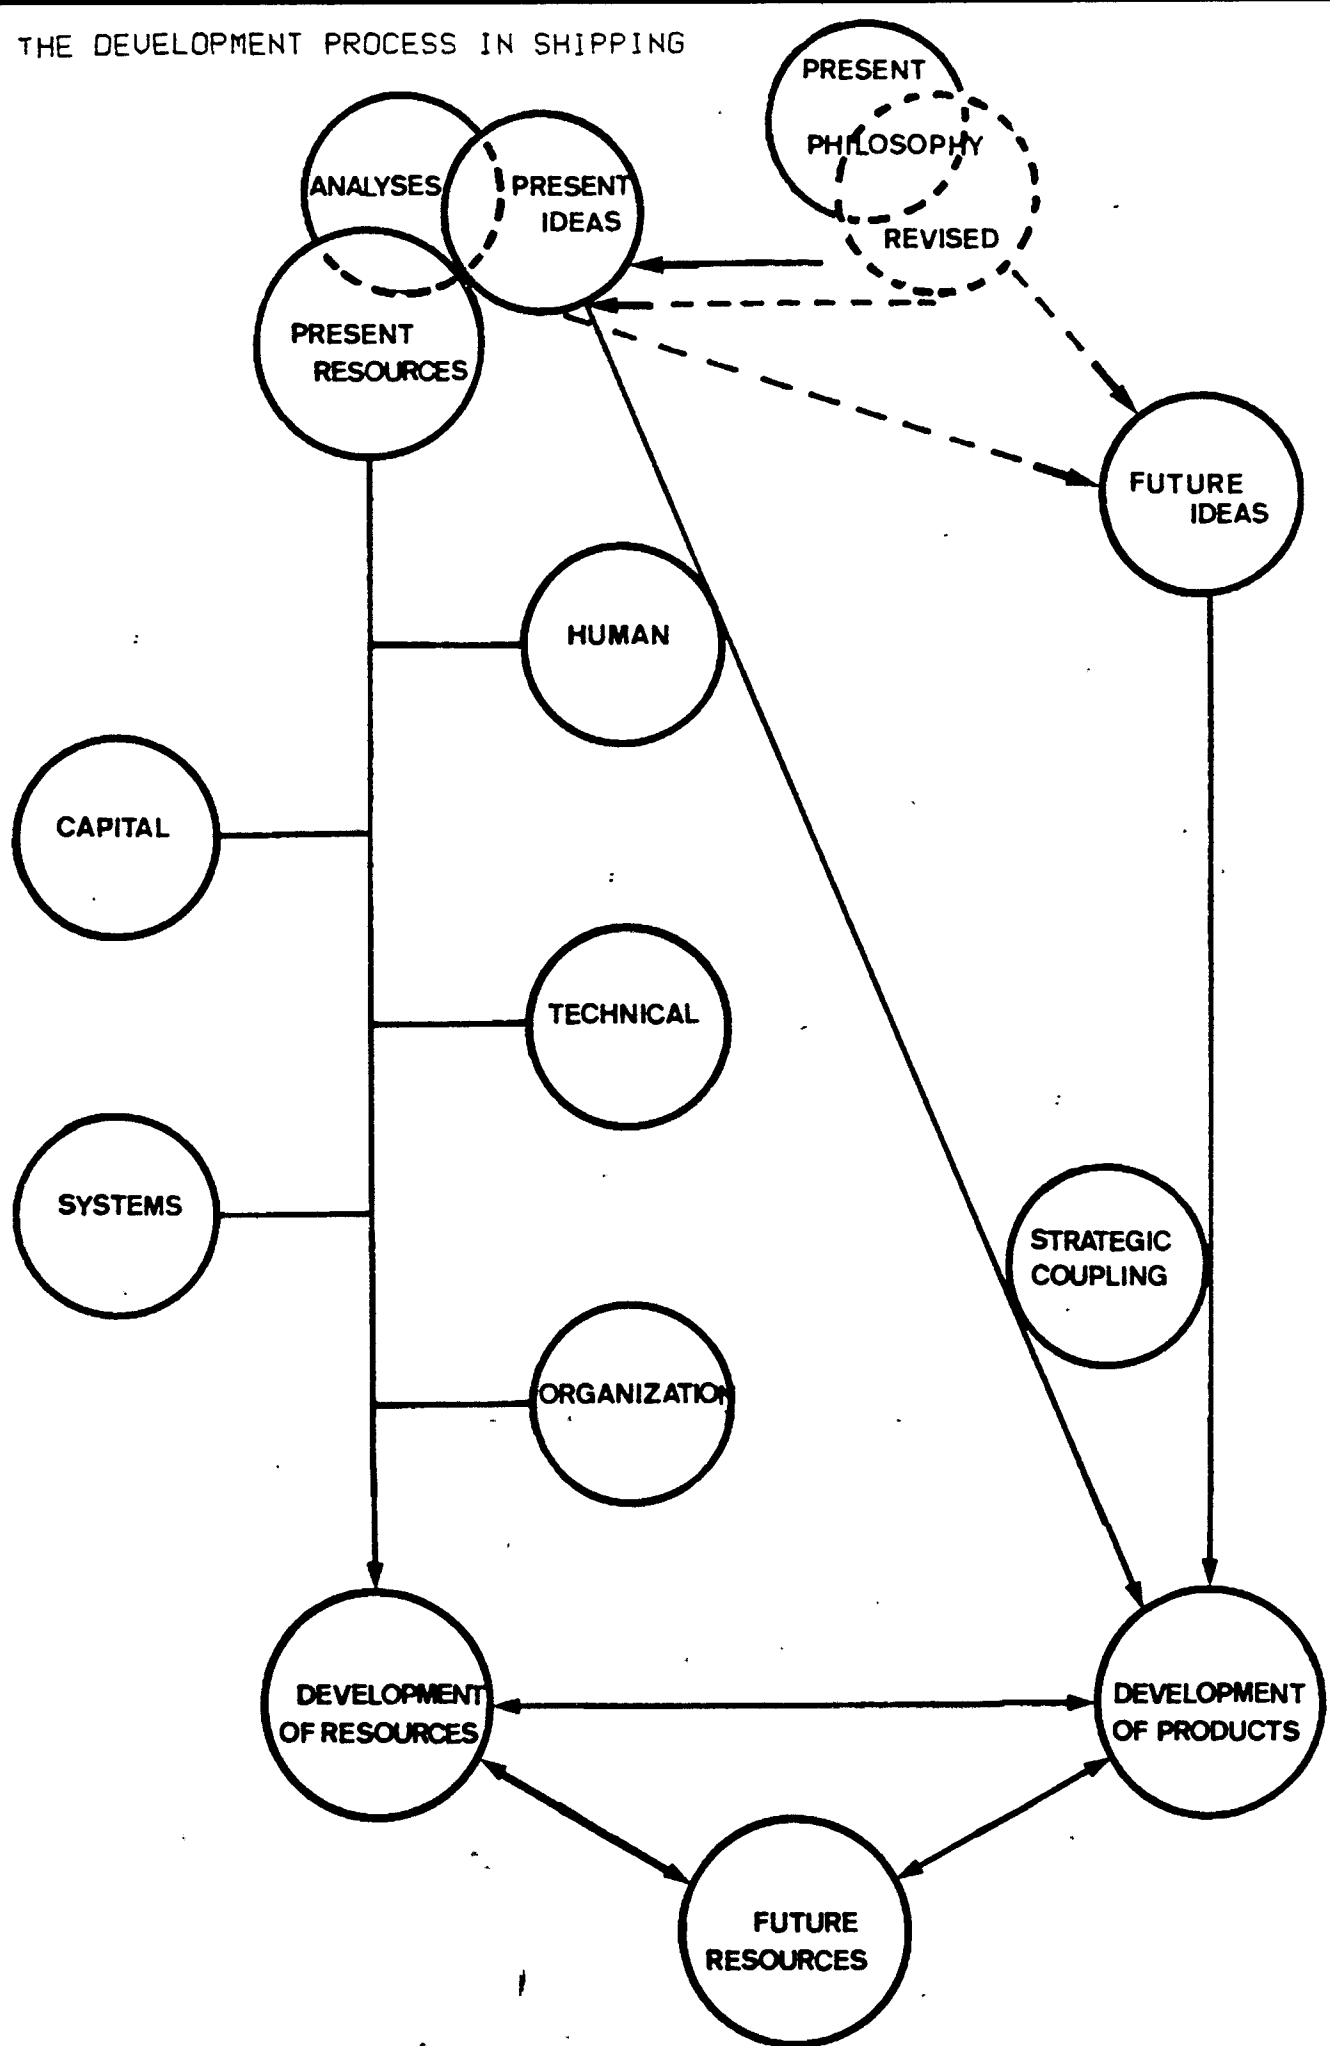 THE DEVELOPMENT PROCESS IN SHIPPING
PRESENT
PHILOSOPHY
REVISED
ANALYSES
PRESENT
IDEAS
PRESENT
RESOURCES
FUTURE
IDEAS
HUMAN
CAPITAL
TECHNICAL
SYSTEMS
STRATEGIC
COUPLING
ORGANIZATION
DEVELOPMENT
OF RESOURCES
DEVELOPMENT
OF PRODUCTS
FUTURE
RESOURCES